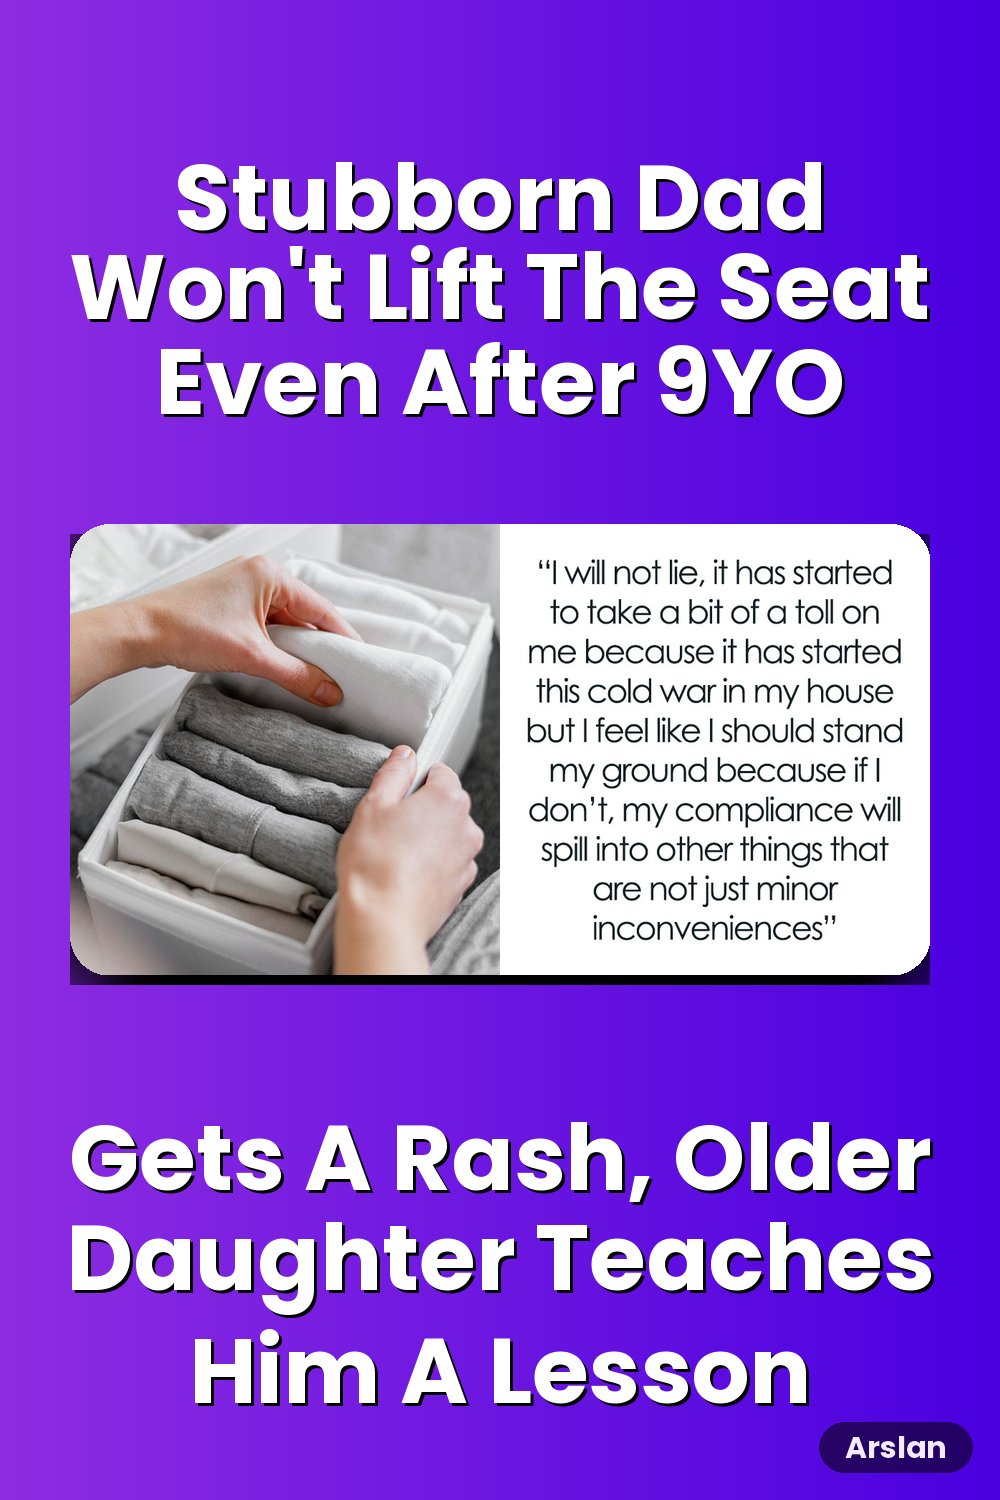 Stubborn Dad
Won't Lift The Seat
Even After 9YO
“I will not lie, it has started
to take a bit of a toll on
me because it has started
this cold war in my house
but I feel like I should stand
my ground because if I
don’t, my compliance will
spill into other things that
are not just minor
inconveniences”
Gets A Rash, Older
Daughter Teaches
Him A Lesson
Arslan